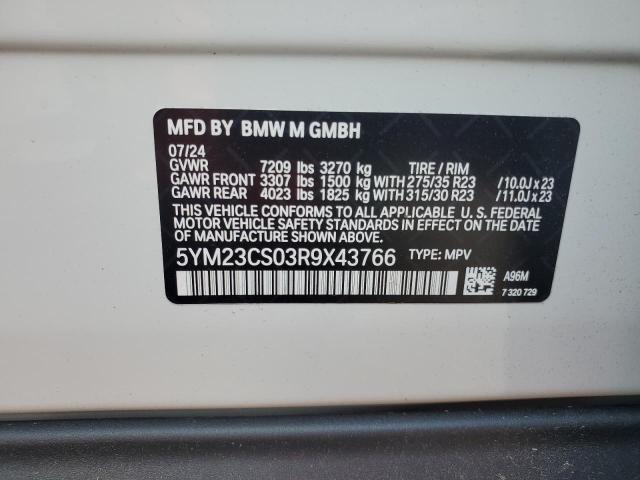 MFD BY BMW M GMBH
07/24
GVWR 7209 lbs 3270 kg TIRE / RIM
GAWR FRONT 3307 lbs 1500 kg WITH 275/35 R23 /10.0J x 23
GAWR REAR 4023 lbs 1825 kg WITH 315/30 R23 /11.0J x 23
THIS VEHICLE CONFORMS TO ALL APPLICABLE U. S. FEDERAL
MOTOR VEHICLE SAFETY STANDARDS IN EFFECT ON THE DATE
OF MANUFACTURE SHOWN ABOVE.
5YM23CS03R9X43766 TYPE: MPV
A96M
7 320 729